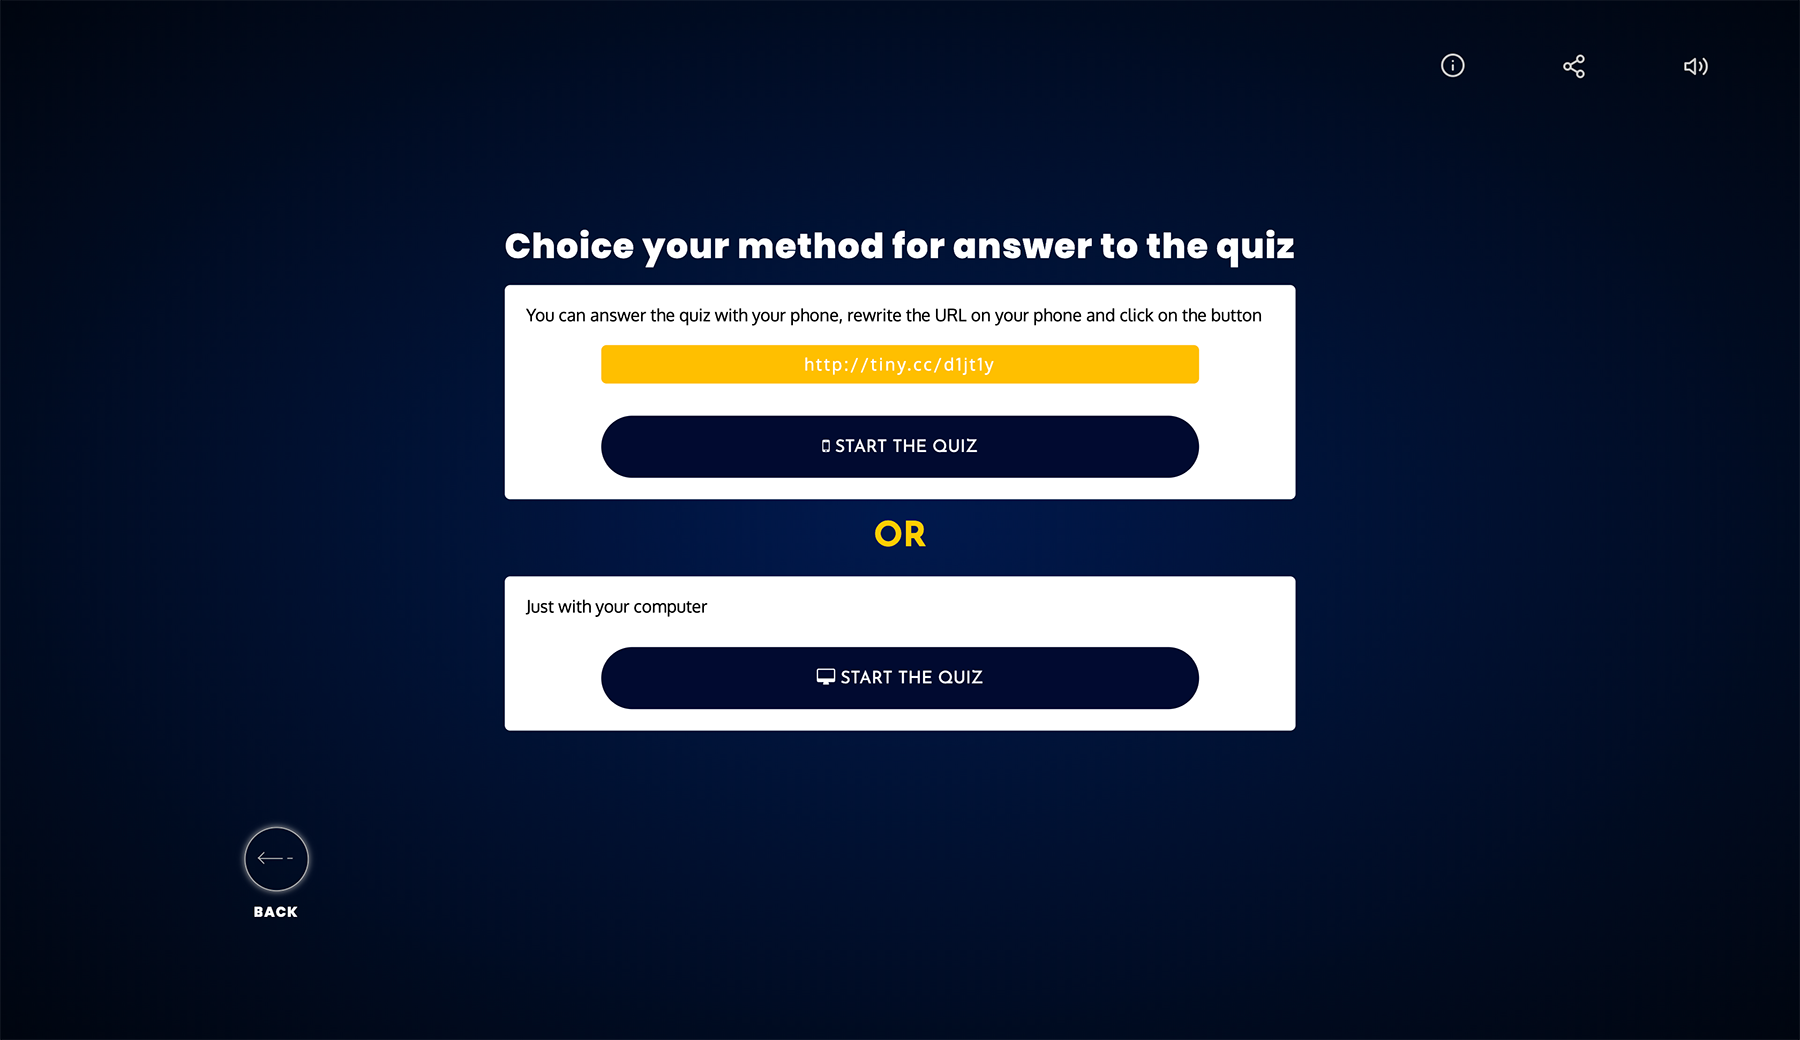 Choice your method for answer to the quiz
You can answer the quiz with your phone, rewrite the URL on your phone and click on the button
http://tiny.cc/d1jt1y
START THE QUIZ
OR
Just with your computer
START THE QUIZ
BACK